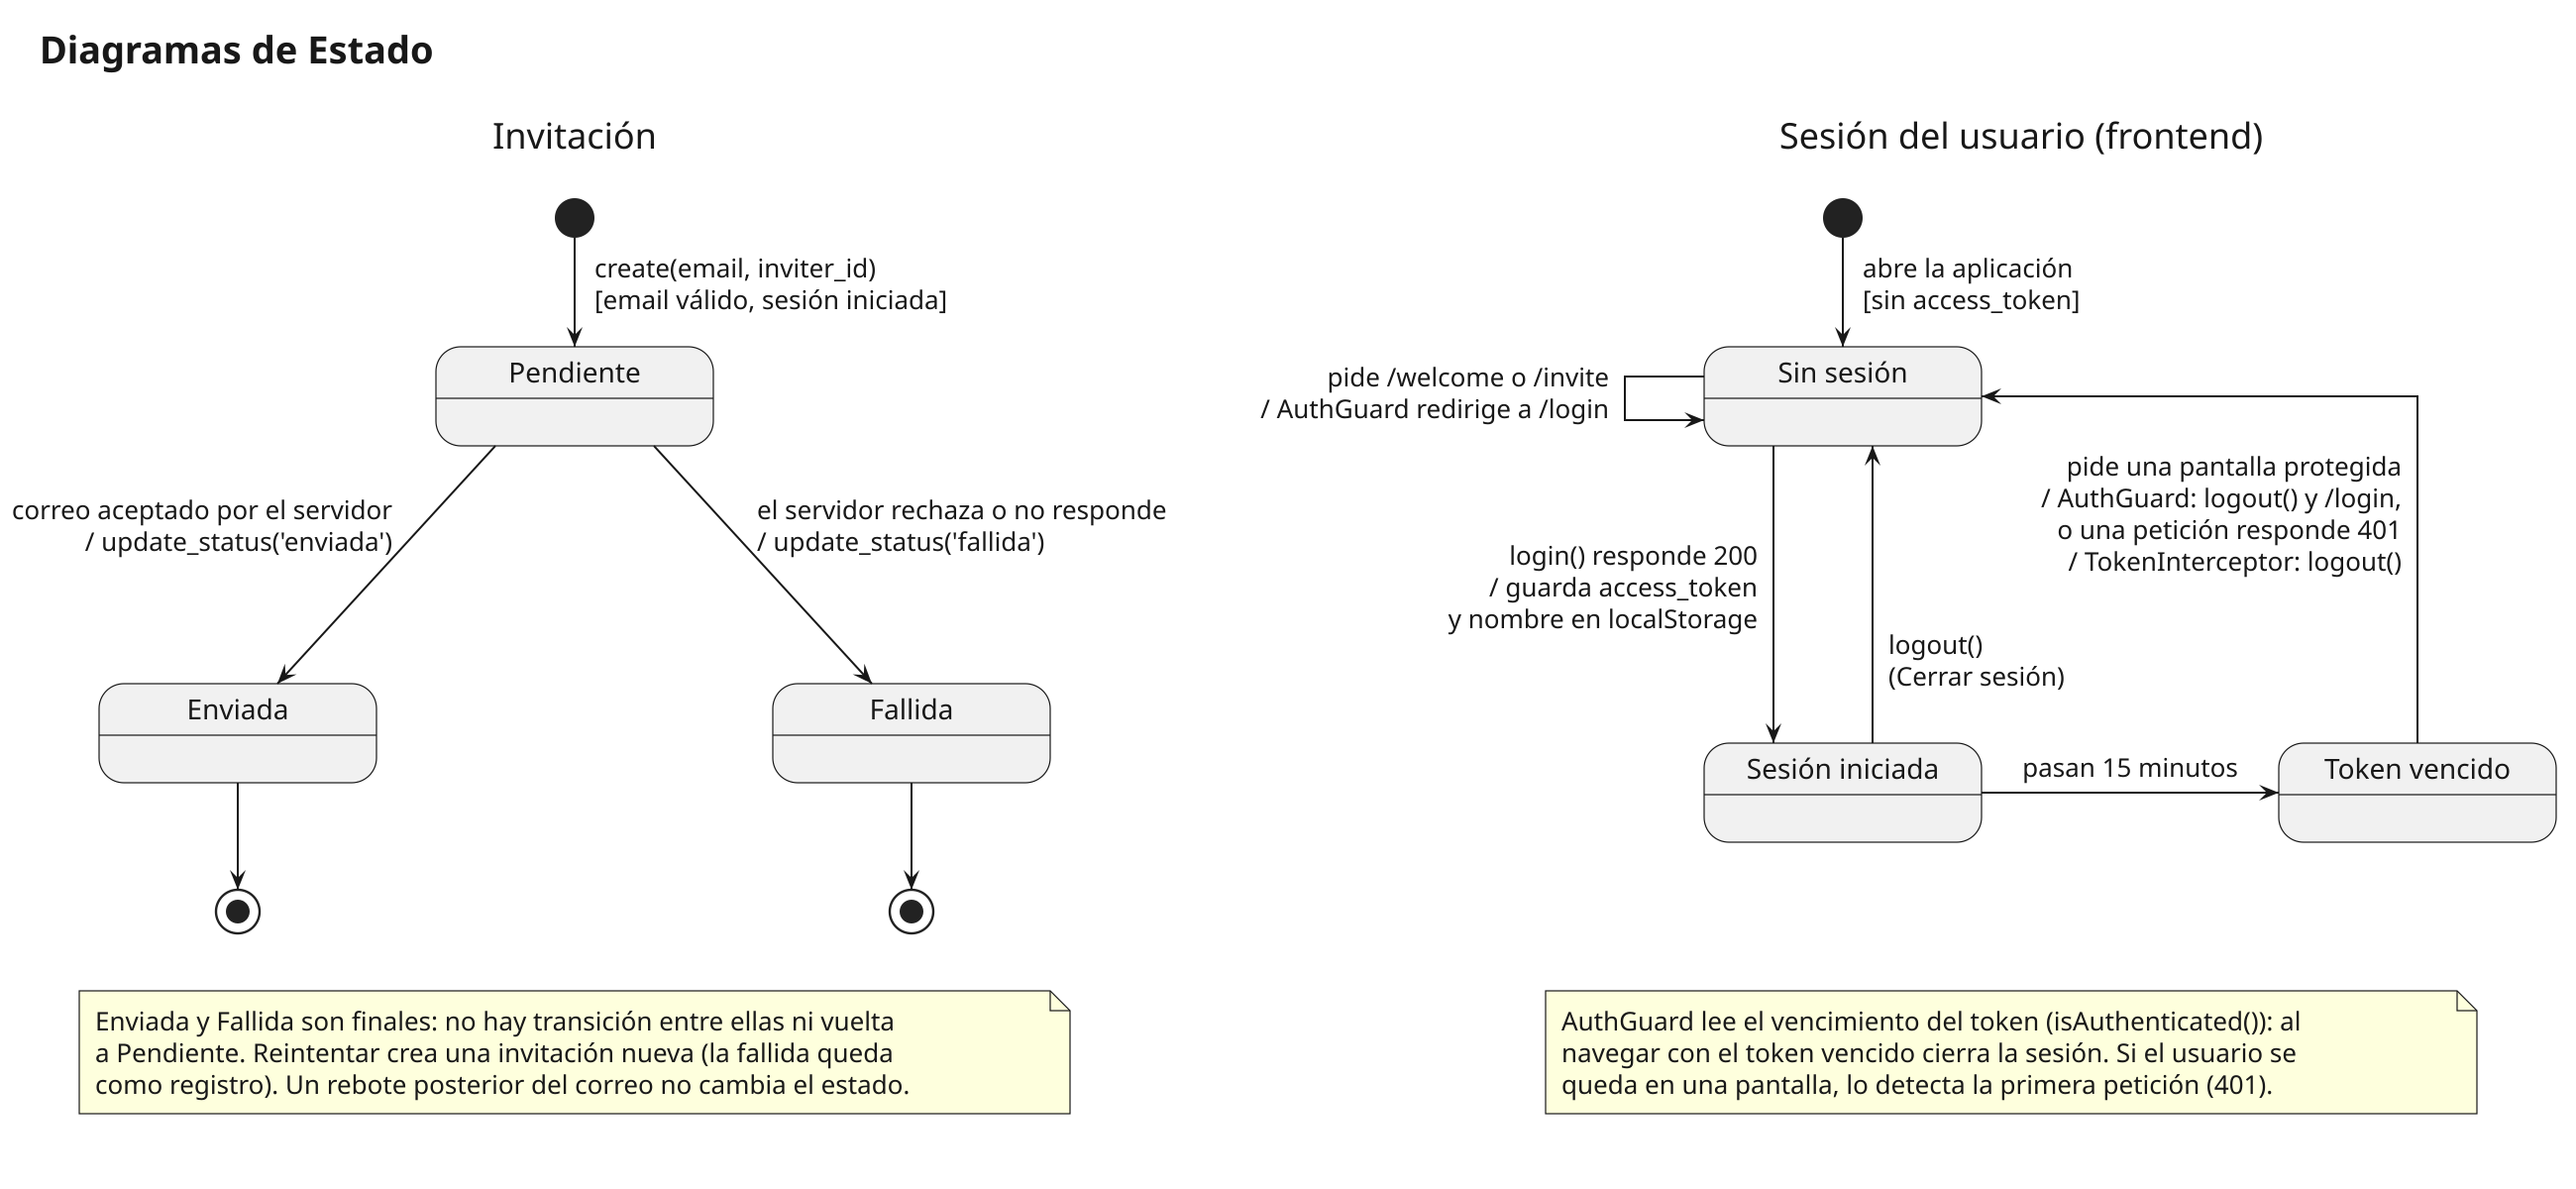 Diagramas de Estado
Invitación
create(email, inviter_id)
[email válido, sesión iniciada]
Pendiente
correo aceptado por el servidor
/ update_status('enviada')
el servidor rechaza o no responde
/ update_status('fallida')
Enviada
Fallida
Enviada y Fallida son finales: no hay transición entre ellas ni vuelta
a Pendiente. Reintentar crea una invitación nueva (la fallida queda
como registro). Un rebote posterior del correo no cambia el estado.
Sesión del usuario (frontend)
abre la aplicación
[sin access_token]
Sin sesión
pide /welcome o /invite
/ AuthGuard redirige a /login
pide una pantalla protegida
/ AuthGuard: logout() y /login,
o una petición responde 401
/ TokenInterceptor: logout()
login() responde 200
/ guarda access_token
y nombre en localStorage
logout()
(Cerrar sesión)
Sesión iniciada
pasan 15 minutos
Token vencido
AuthGuard lee el vencimiento del token (isAuthenticated()): al
navegar con el token vencido cierra la sesión. Si el usuario se
queda en una pantalla, lo detecta la primera petición (401).